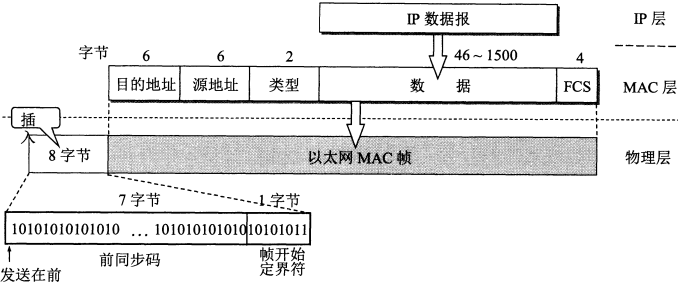 IP 数据报
IP 层
字节
6
6
2
46~1500
4
目的地址
源地址
类型
数 据
FCS
MAC 层
插
入
8 字节
以太网 MAC 帧
物理层
7 字节
1 字节
10101010101010 ... 10101010101010101011
前同步码
帧开始
定界符
发送在前